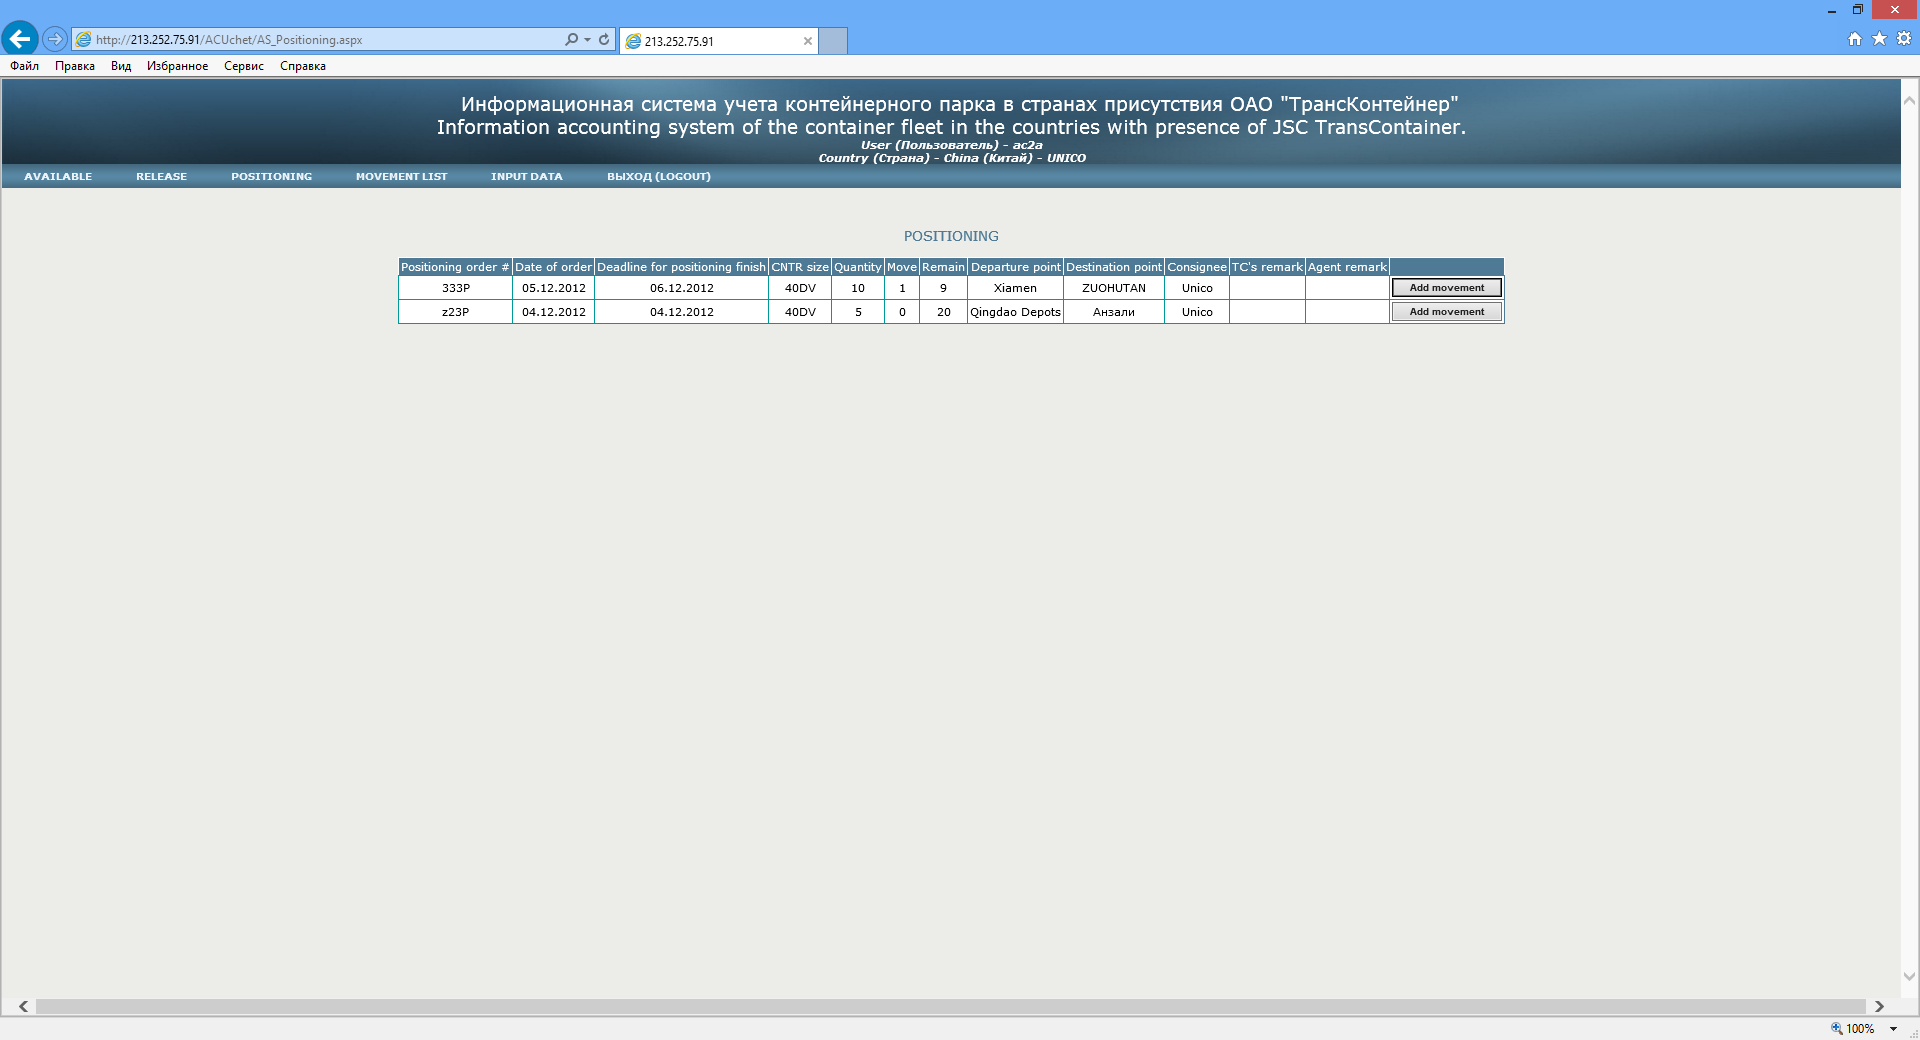 http://213.252.75.91/ACUchet/AS_Positioning.aspx
213.252.75.91
Файл Правка Вид Избранное Сервис Справка
Информационная система учета контейнерного парка в странах присутствия ОАО "ТрансКонтейнер"
Information accounting system of the container fleet in the countries with presence of JSC TransContainer.
User (Пользователь) - ac2a
Country (Страна) - China (Китай) - UNICO
AVAILABLE RELEASE POSITIONING MOVEMENT LIST INPUT DATA ВЫХОД (LOGOUT)
POSITIONING
Positioning order # Date of order Deadline for positioning finish CNTR size Quantity Move Remain Departure point Destination point Consignee TC's remark Agent remark
333P 05.12.2012 06.12.2012 40DV 10 1 9 Xiamen ZUOHUTAN Unico Add movement
z23P 04.12.2012 04.12.2012 40DV 5 0 20 Qingdao Depots Анзали Unico Add movement
100%